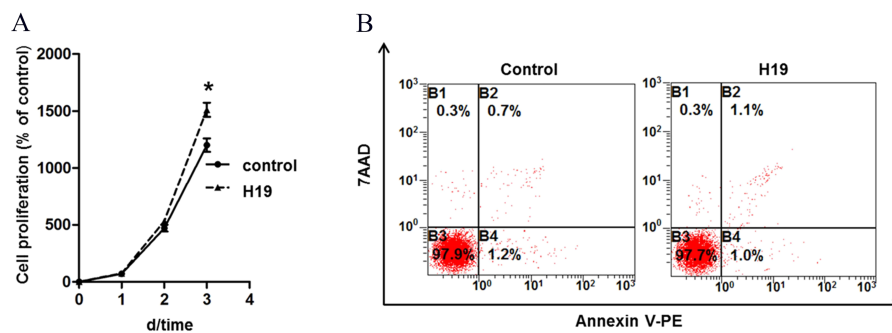 A
Cell proliferation (% of control)
2000
1500
1000
500
0
*
control
H19
0 1 2 3 4
d/time
B
7AAD
Control
10³
10²
10¹
10⁰
B1 B2
0.3% 0.7%
B3 B4
97.9% 1.2%
10⁰ 10¹ 10² 10³
H19
10³
10²
10¹
10⁰
B1 B2
0.3% 1.1%
B3 B4
97.7% 1.0%
10⁰ 10¹ 10² 10³
Annexin V-PE